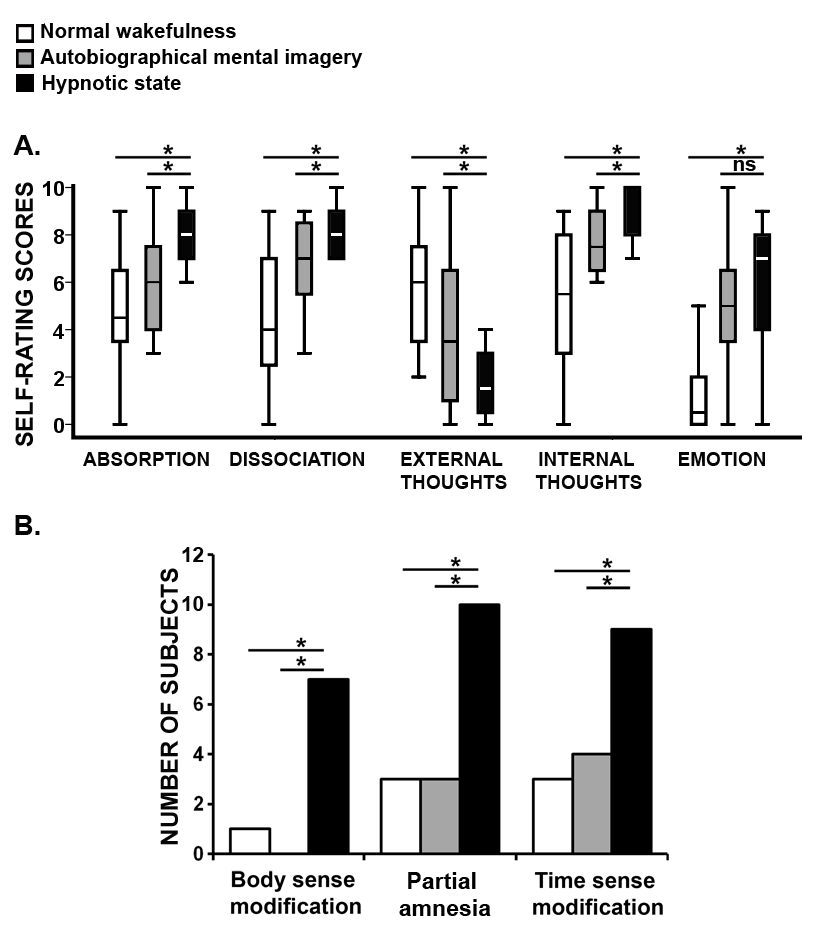 Normal wakefulness
Autobiographical mental imagery
Hypnotic state
A.
* * * * *
* * * * ns
SELF-RATING SCORES
10
8
6
4
2
0
ABSORPTION DISSOCIATION EXTERNAL INTERNAL EMOTION
THOUGHTS THOUGHTS
B.
NUMBER OF SUBJECTS
12
10
8
6
4
2
0
* *
* *
*
*
Body sense Partial Time sense
modification amnesia modification